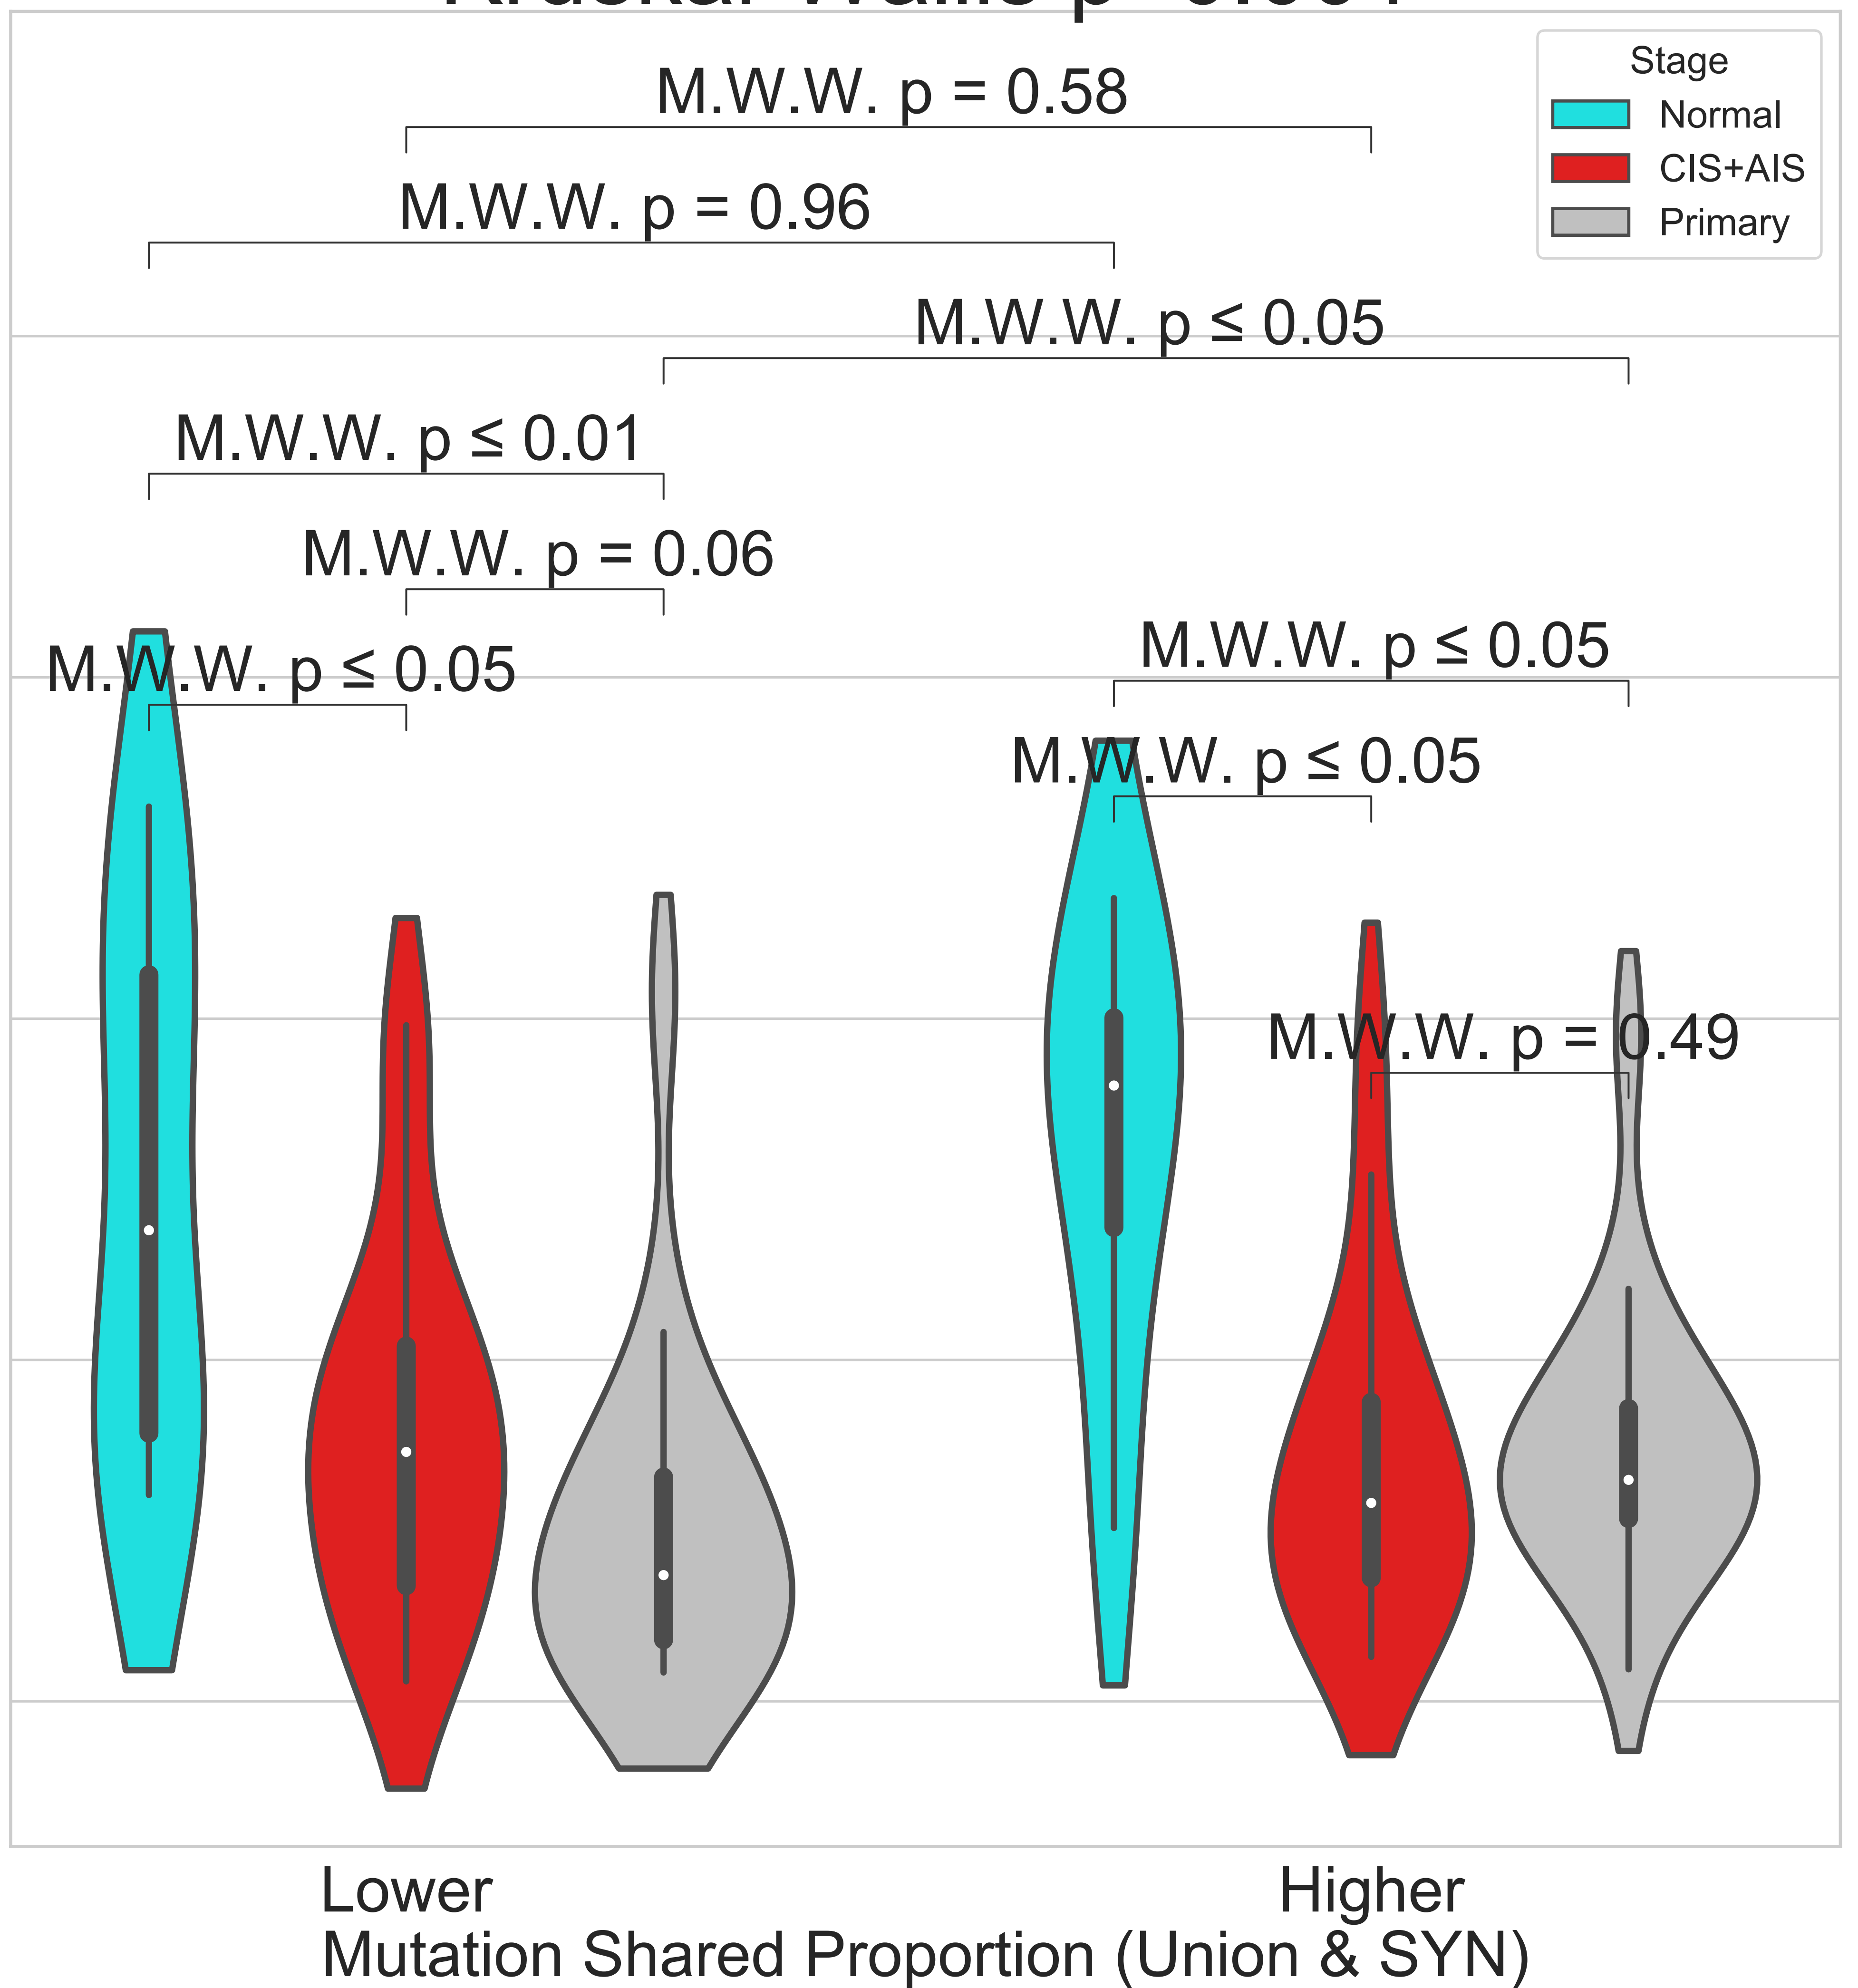 Stage
Normal
CIS+AIS
Primary
M.W.W. p = 0.58
M.W.W. p = 0.96
M.W.W. p ≤ 0.05
M.W.W. p ≤ 0.01
M.W.W. p = 0.06
M.W.W. p ≤ 0.05
M.W.W. p ≤ 0.05
M.W.W. p ≤ 0.05
M.W.W. p = 0.49
Lower
Higher
Mutation Shared Proportion (Union & SYN)